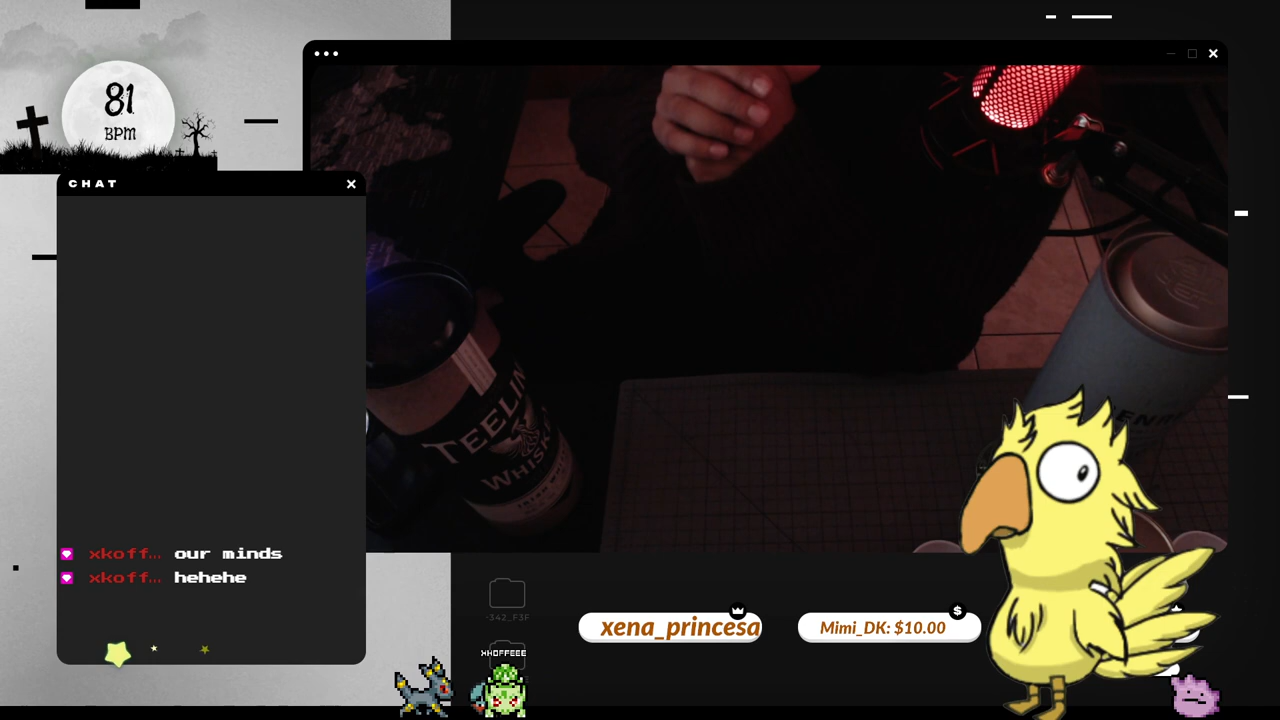 81
BPM
CHAT
xkoff... our minds
xkoff... hehehe
TEELIN
WHISK
-342_F3F
XKOFFEEE
xena_princesa
$
Mimi_DK: $10.00